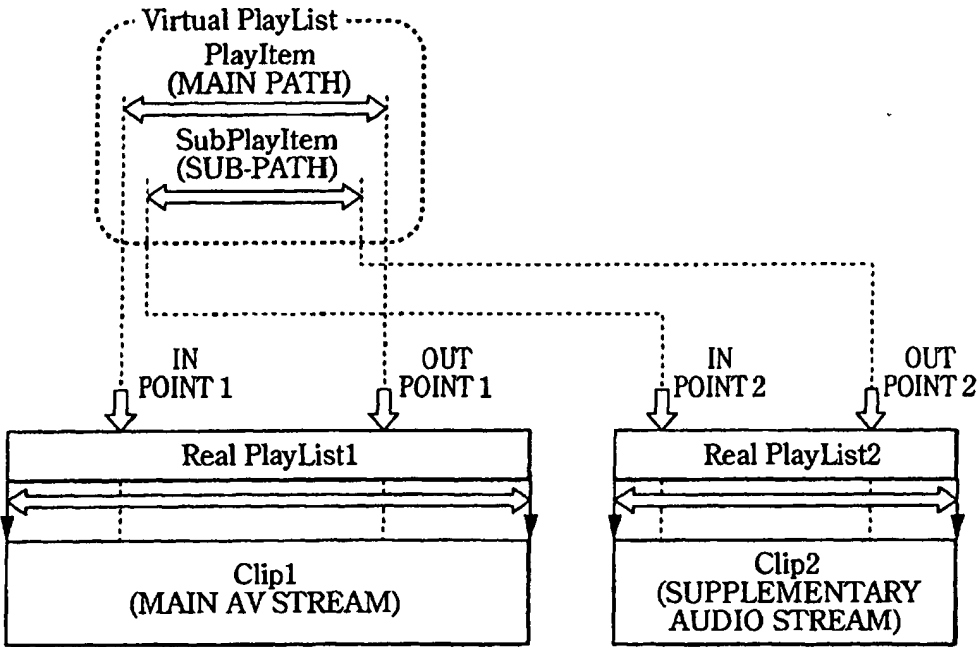 Virtual PlayList
PlayItem
(MAIN PATH)
SubPlayItem
(SUB-PATH)
IN
POINT 1
OUT
POINT 1
IN
POINT 2
OUT
POINT 2
Real PlayList1
Real PlayList2
Clip1
(MAIN AV STREAM)
Clip2
(SUPPLEMENTARY
AUDIO STREAM)